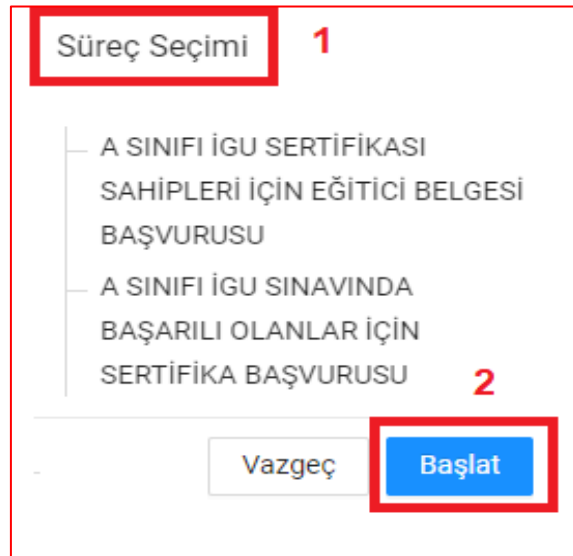 Süreç Seçimi 1
A SINIFI İGU SERTİFİKASI
SAHİPLERİ İÇİN EĞİTİCİ BELGESİ
BAŞVURUSU
A SINIFI İGU SINAVINDA
BAŞARILI OLANLAR İÇİN
SERTİFİKA BAŞVURUSU
2
Vazgeç Başlat